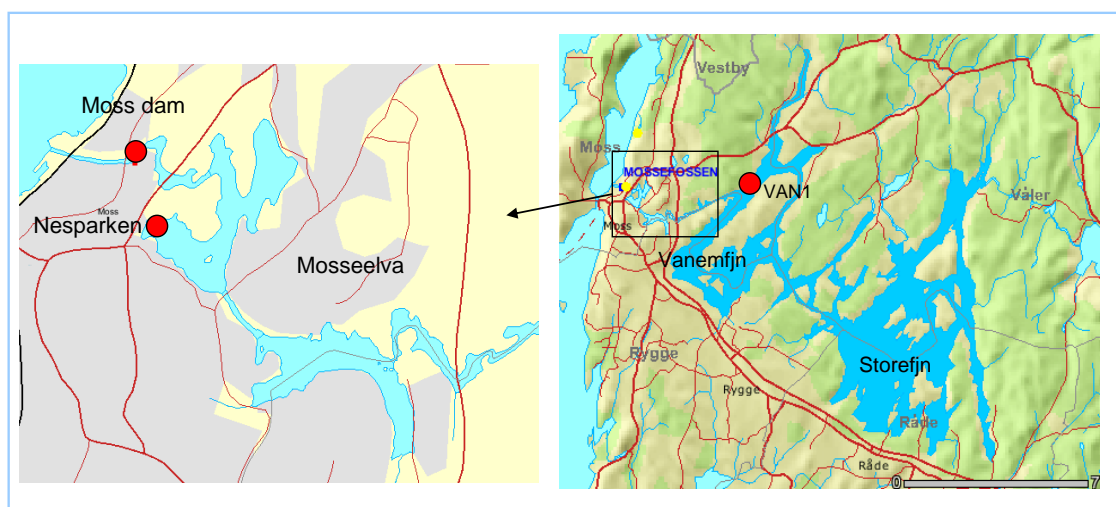 Moss dam
Moss
Nesparken
Mosseelva
Vestby
Moss
MOSSEFOSSEN
VAN1
Våler
Moss
Vanemfjn
Rygge
Storefjn
Rygge
Råde
Råde
0 7